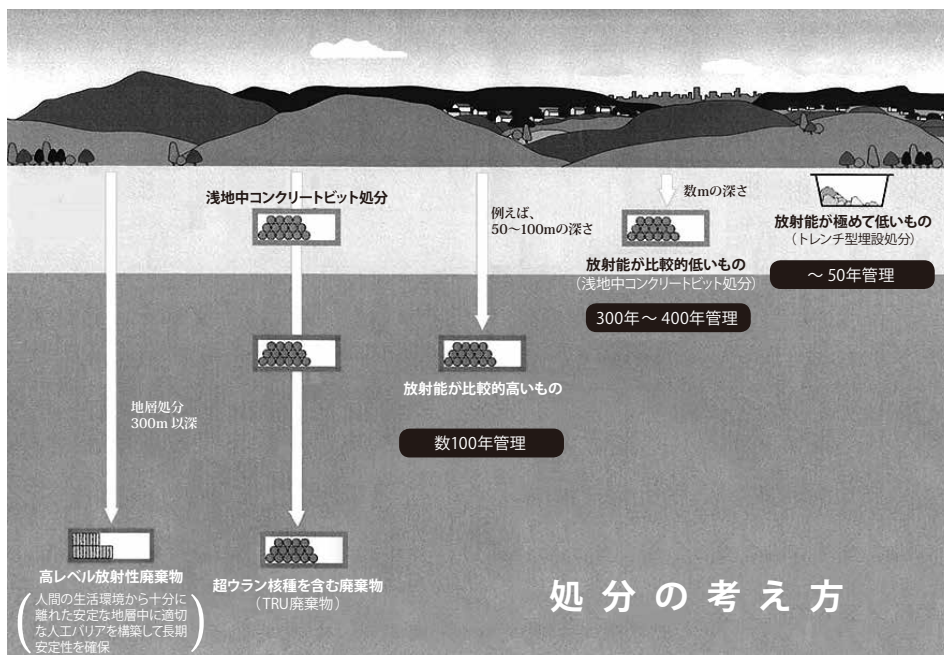 浅地中コンクリートビット処分
例えば、
50〜100mの深さ
数mの深さ
放射能が極めて低いもの
(トレンチ型埋設処分)
〜 50年管理
放射能が比較的低いもの
(浅地中コンクリートビット処分)
300年〜 400年管理
放射能が比較的高いもの
数100年管理
地層処分
300m 以深
高レベル放射性廃棄物
(人間の生活環境から十分に
離れた安定な地層中に適切
な人工バリアを構築して長期
安定性を確保)
超ウラン核種を含む廃棄物
(TRU廃棄物)
処分の考え方